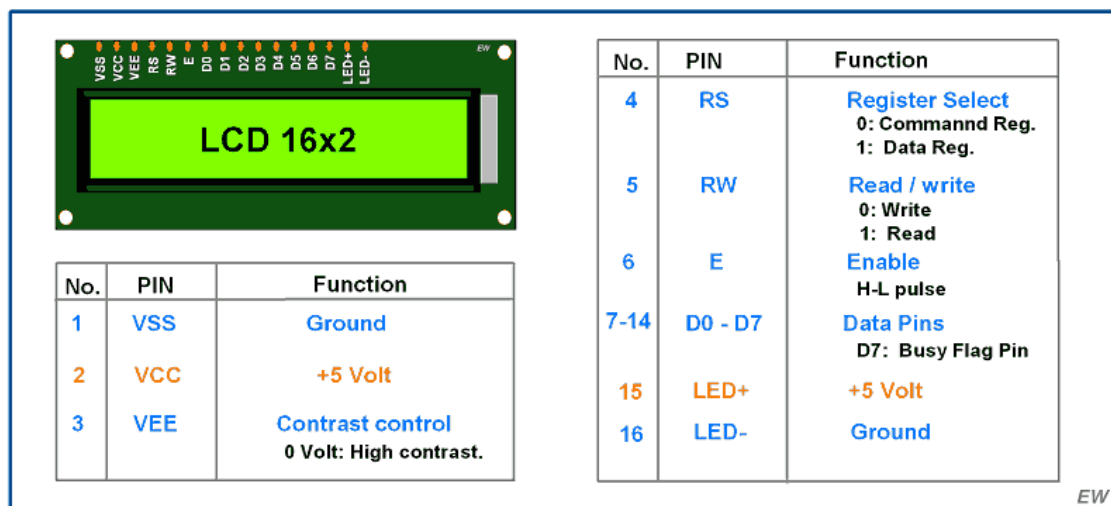 EW
VSS VCC VEE RS RW E D0 D1 D2 D3 D4 D5 D6 D7 LED+ LED-
LCD 16x2
No. PIN Function
1 VSS Ground
2 VCC +5 Volt
3 VEE Contrast control
0 Volt: High contrast.
No. PIN Function
4 RS Register Select
0: Commannd Reg.
1: Data Reg.
5 RW Read / write
0: Write
1: Read
6 E Enable
H-L pulse
7-14 D0 - D7 Data Pins
D7: Busy Flag Pin
15 LED+ +5 Volt
16 LED- Ground
EW